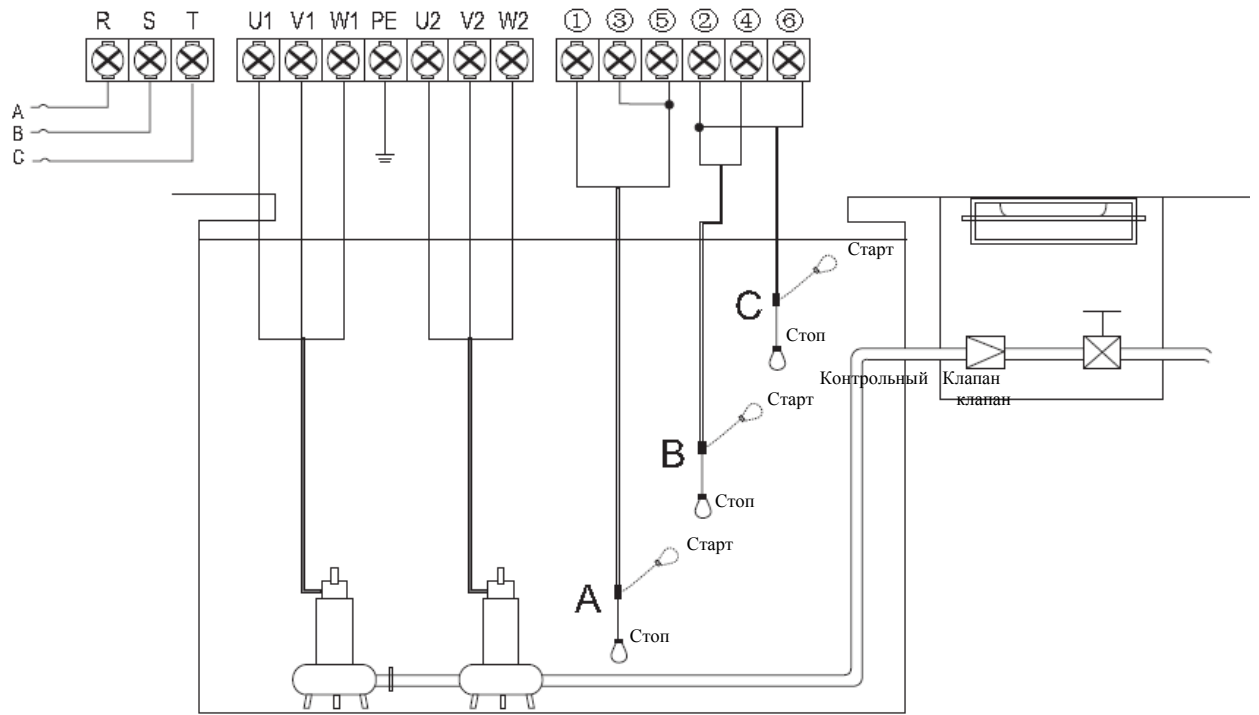 R S T U1 V1 W1 PE U2 V2 W2 ① ③ ⑤ ② ④ ⑥
A
B
C
Старт
C
Стоп
Контрольный клапан
Клапан
Старт
B
Стоп
Старт
A
Стоп